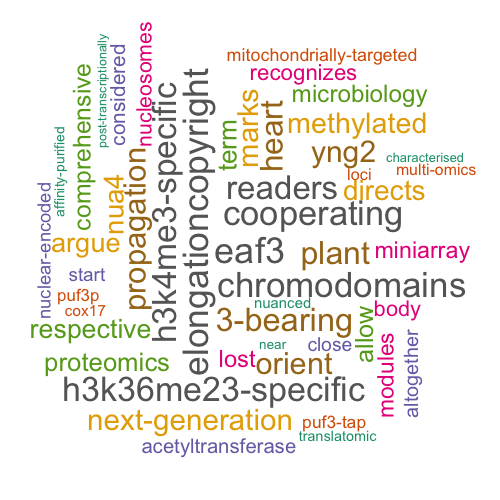 mitochondrially-targeted
recognizes
microbiology
methylated
yng2
characterised
multi-omics
loci
directs
readers
cooperating
eaf3
plant
miniarray
chromodomains
nuanced
body
3-bearing
near
close
lost
orient
h3k36me23-specific
next-generation
puf3-tap
translatomic
acetyltransferase
proteomics
respective
cox17
puf3p
start
argue
post-transcriptionally
considered
nucleosomes
comprehensive
affinity-purified
nuclear-encoded
nua4
propagation
h3k4me3-specific
elongationcopyright
term
marks
heart
allow
modules
altogether